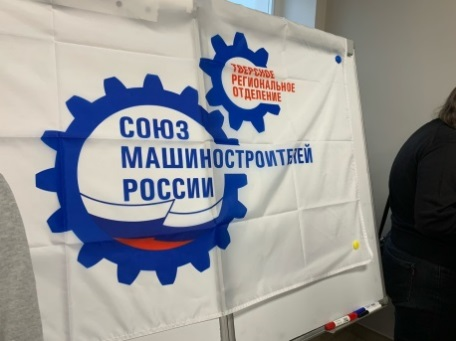 ТВЕРСКОЕ
РЕГИОНАЛЬНОЕ
ОТДЕЛЕНИЕ
СОЮЗ
МАШИНОСТРОИТЕЛЕЙ
РОССИИ